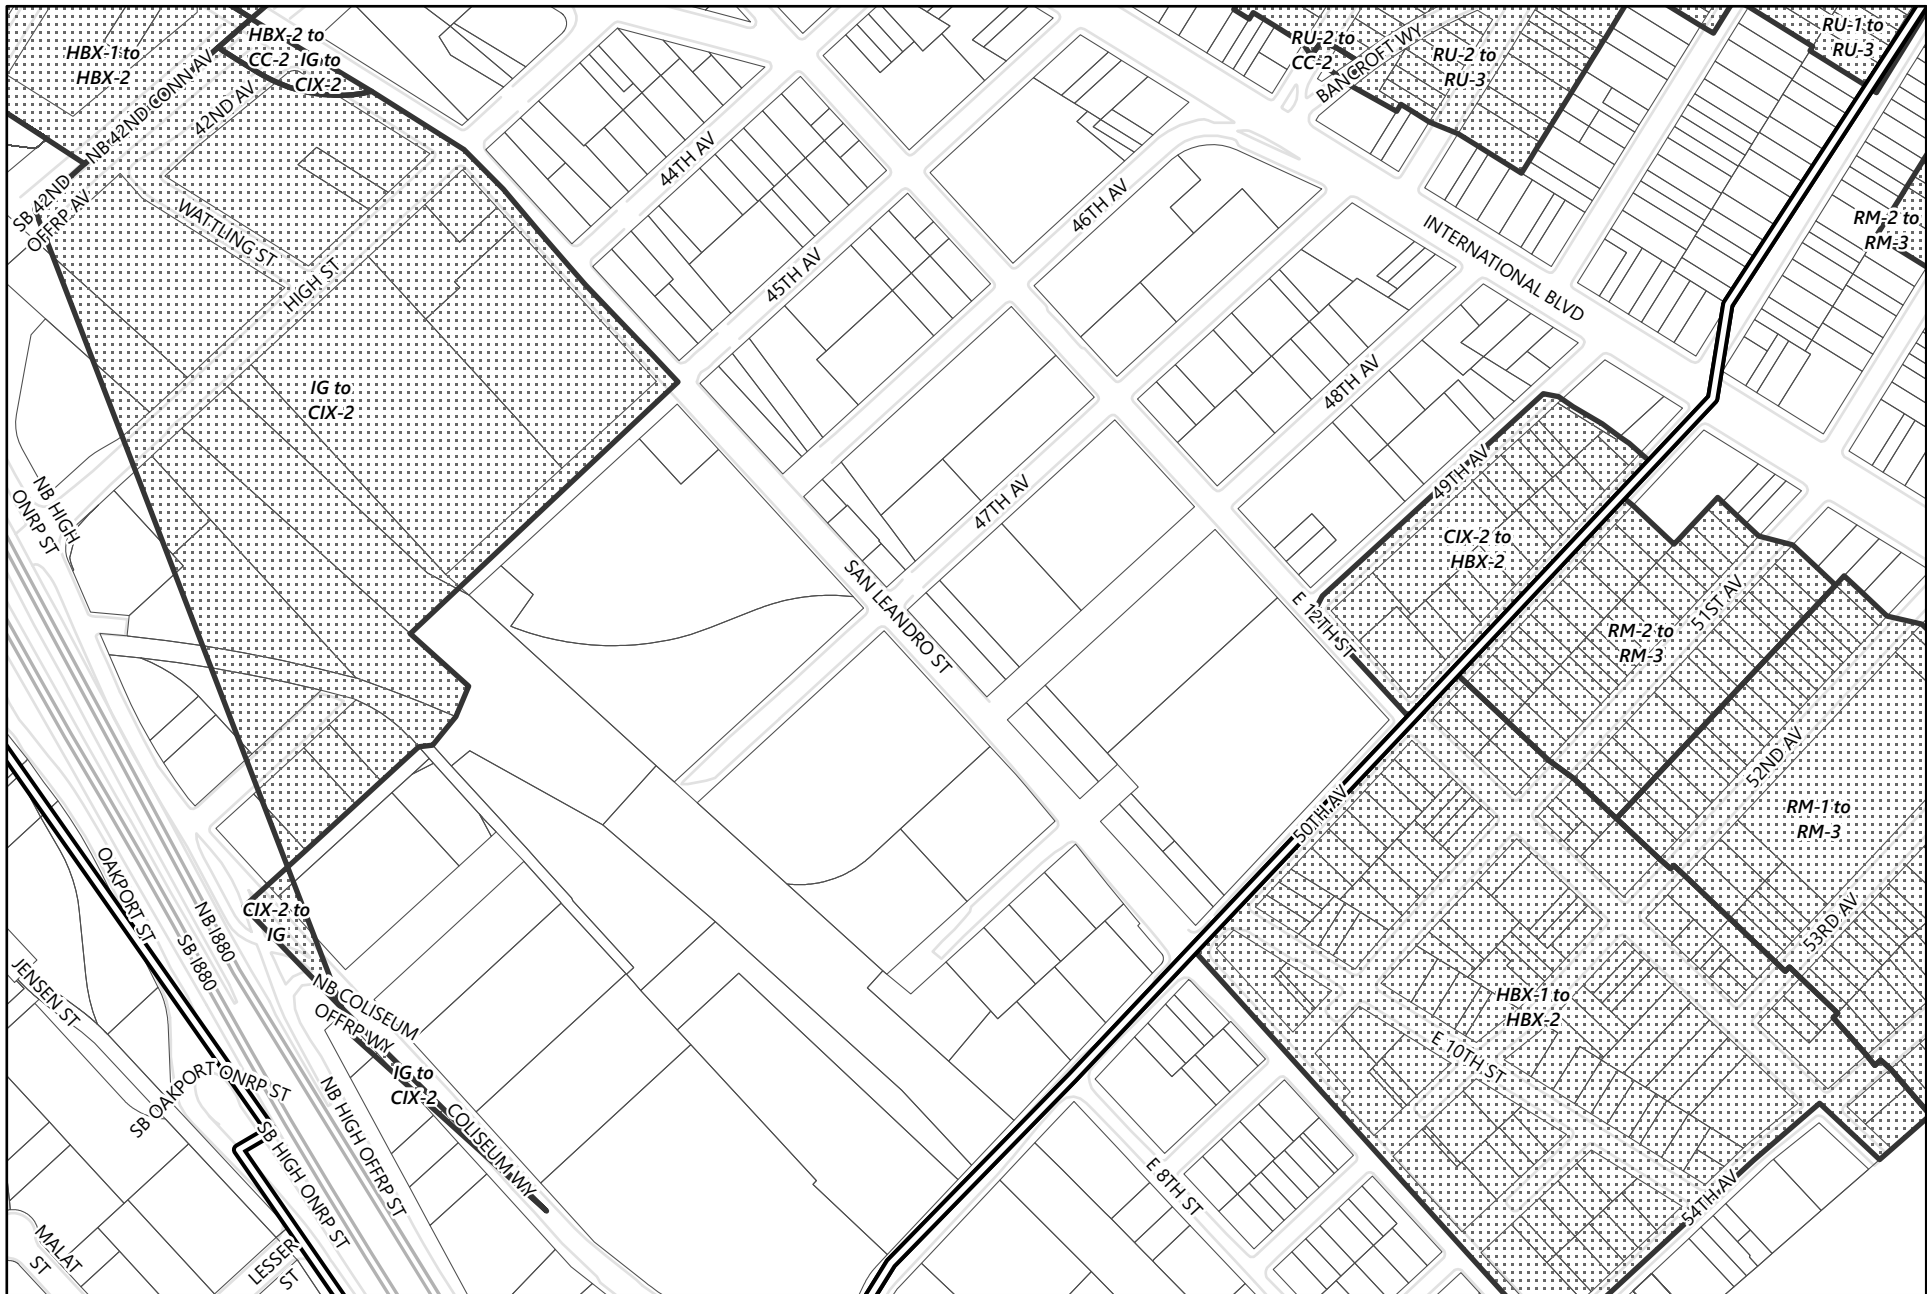 HBX-1 to
HBX-2
HBX-2 to
CC-2
IG to
CIX-2
RU-2 to
CC-2
BANCROFT WY
RU-2 to
RU-3
RU-1 to
RU-3
NB 42ND CONN AV
42ND AV
44TH AV
SB 42ND
OFFRP AV
WATTLING ST
HIGH ST
45TH AV
46TH AV
INTERNATIONAL BLVD
RM-2 to
RM-3
IG to
CIX-2
48TH AV
49TH AV
NB HIGH
ONRP ST
47TH AV
CIX-2 to
HBX-2
SAN LEANDRO ST
E 12TH ST
51ST AV
RM-2 to
RM-3
52ND AV
50TH AV
RM-1 to
RM-3
OAKPORT ST
CIX-2 to
IG
NB I880
SB I880
53RD AV
JENSEN ST
NB COLISEUM
OFFRP WY
HBX-1 to
HBX-2
E 10TH ST
IG to
CIX-2
SB OAKPORT ONRP ST
NB HIGH OFFRP ST
COLISEUM WY
SB HIGH ONRP ST
E 8TH ST
54TH AV
MALAT
ST
LESSER
ST